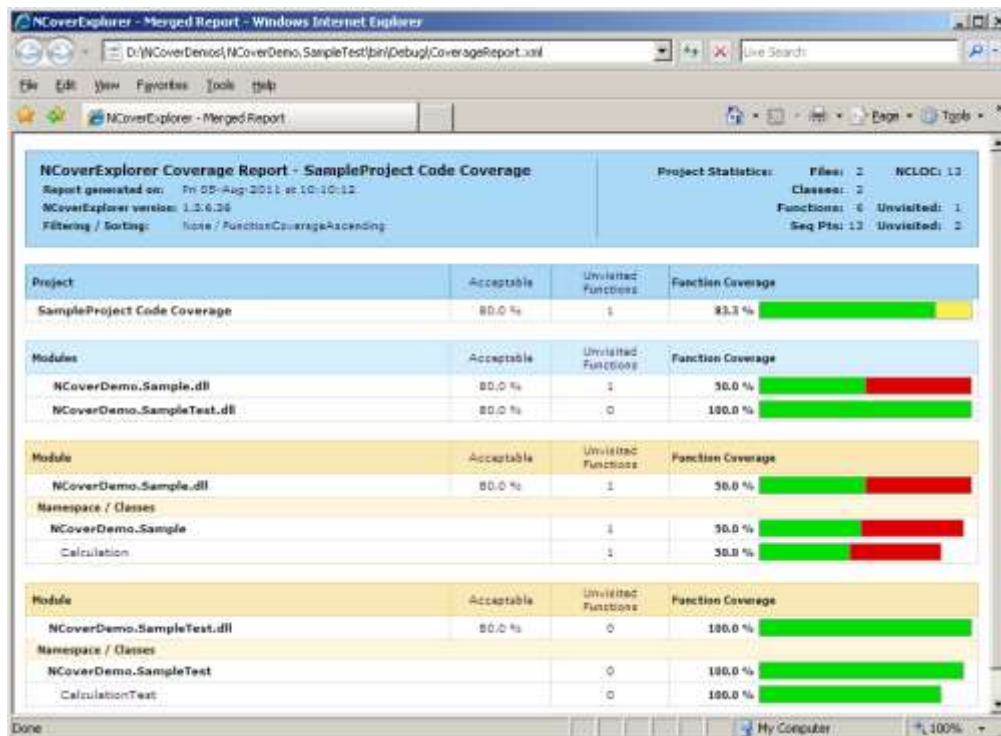 NCoverExplorer - Merged Report - Windows Internet Explorer
D:\NCoverDemos\NCoverDemo.SampleTest\bin\Debug\CoverageReport.xml
Live Search
File Edit View Favorites Tools Help
NCoverExplorer - Merged Report
Page Tools
NCoverExplorer Coverage Report - SampleProject Code Coverage
Project Statistics: Files: 2 NCLOC: 13
Report generated on: Fri 05-Aug-2011 at 10:10:12
Classes: 2
NCoverExplorer version: 1.3.6.36
Functions: 6 Unvisited: 1
Filtering / Sorting: None / FunctionCoverageAscending
Seq Pts: 13 Unvisited: 2
Project Acceptable Unvisited Functions Function Coverage
SampleProject Code Coverage 80.0 % 1 83.3 %
Modules Acceptable Unvisited Functions Function Coverage
NCoverDemo.Sample.dll 80.0 % 1 50.0 %
NCoverDemo.SampleTest.dll 80.0 % 0 100.0 %
Module Acceptable Unvisited Functions Function Coverage
NCoverDemo.Sample.dll 80.0 % 1 50.0 %
Namespace / Classes
NCoverDemo.Sample 1 50.0 %
Calculation 1 50.0 %
Module Acceptable Unvisited Functions Function Coverage
NCoverDemo.SampleTest.dll 80.0 % 0 100.0 %
Namespace / Classes
NCoverDemo.SampleTest 0 100.0 %
CalculationTest 0 100.0 %
Done My Computer 100%